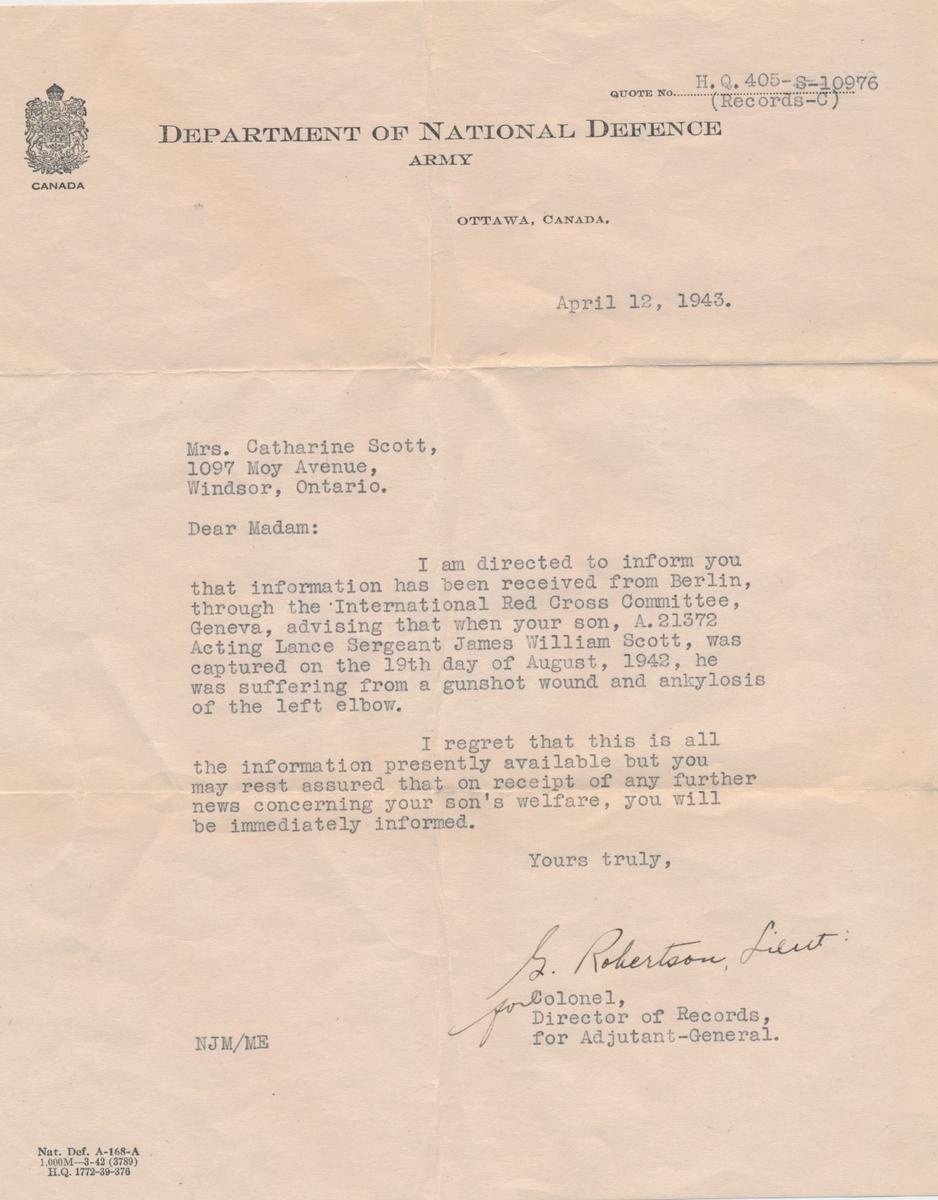 QUOTE NO. H.Q. 405-S-10976
(Records-C)
CANADA
DEPARTMENT OF NATIONAL DEFENCE
ARMY
OTTAWA, CANADA.
April 12, 1943.
Mrs. Catharine Scott,
1097 Moy Avenue,
Windsor, Ontario.
Dear Madam:
I am directed to inform you
that information has been received from Berlin,
through the International Red Cross Committee,
Geneva, advising that when your son, A.21372
Acting Lance Sergeant James William Scott, was
captured on the 19th day of August, 1942, he
was suffering from a gunshot wound and ankylosis
of the left elbow.
I regret that this is all
the information presently available but you
may rest assured that on receipt of any further
news concerning your son's welfare, you will
be immediately informed.
Yours truly,
G. Robertson, Lieut:
for Colonel,
Director of Records,
for Adjutant-General.
NJM/ME
Nat. Def. A-168-A
1,000M—3-42 (3789)
H.Q. 1772-39-376